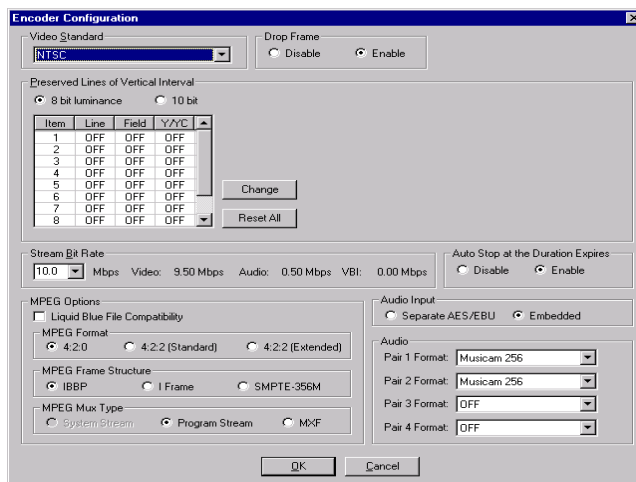 Encoder Configuration
Video Standard
NTSC
Drop Frame
Disable Enable
Preserved Lines of Vertical Interval
8 bit luminance 10 bit
Item Line Field Y/YC
1 OFF OFF OFF
2 OFF OFF OFF
3 OFF OFF OFF
4 OFF OFF OFF
5 OFF OFF OFF
6 OFF OFF OFF
7 OFF OFF OFF
8 OFF OFF OFF
Change
Reset All
Stream Bit Rate
10.0 Mbps Video: 9.50 Mbps Audio: 0.50 Mbps VBI: 0.00 Mbps
Auto Stop at the Duration Expires
Disable Enable
MPEG Options
Liquid Blue File Compatibility
MPEG Format
4:2:0 4:2:2 (Standard) 4:2:2 (Extended)
MPEG Frame Structure
IBBP I Frame SMPTE-356M
MPEG Mux Type
System Stream Program Stream MXF
Audio Input
Separate AES/EBU Embedded
Audio
Pair 1 Format: Musicam 256
Pair 2 Format: Musicam 256
Pair 3 Format: OFF
Pair 4 Format: OFF
OK Cancel